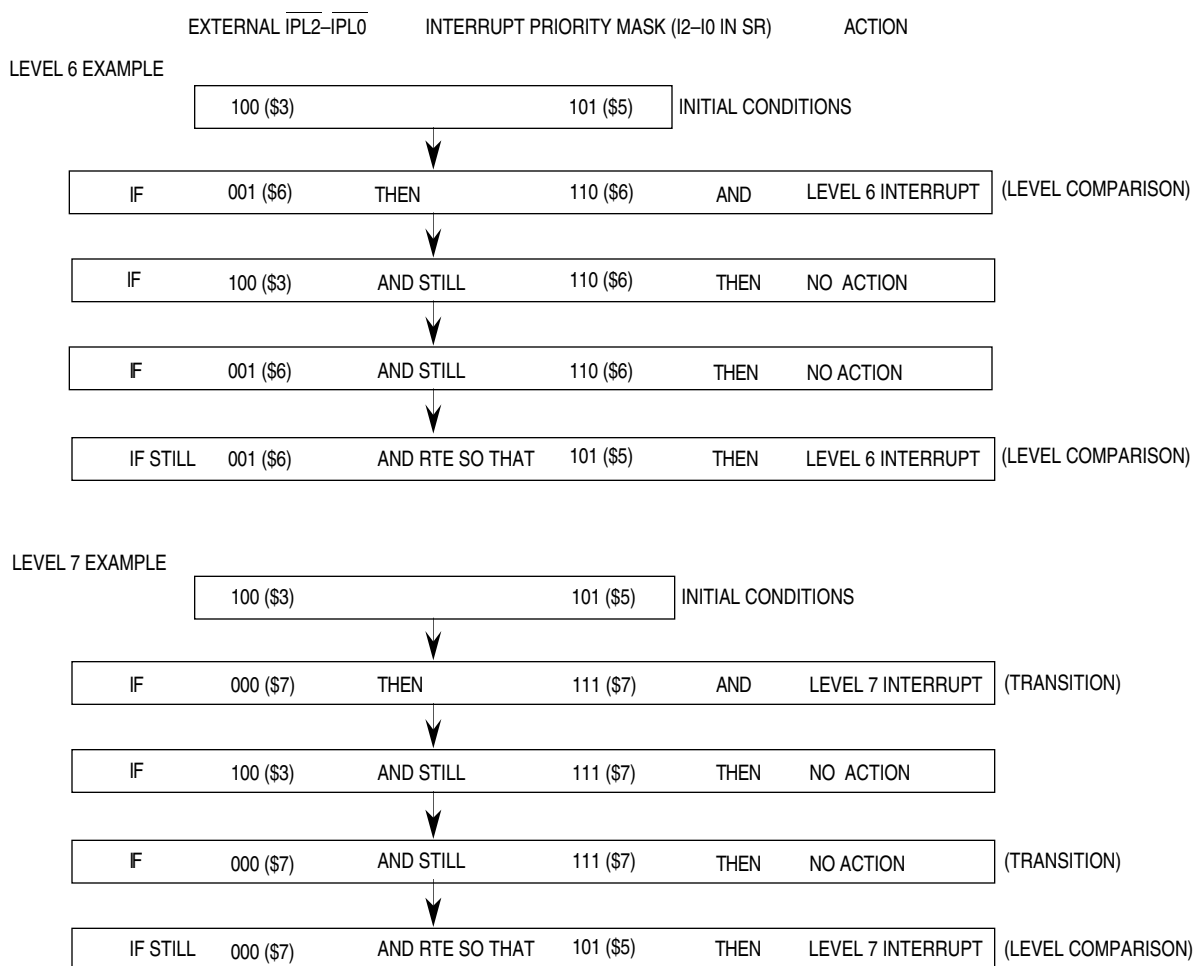 EXTERNAL IPL2–IPL0 INTERRUPT PRIORITY MASK (I2–I0 IN SR) ACTION
LEVEL 6 EXAMPLE
100 ($3) 101 ($5) INITIAL CONDITIONS
IF 001 ($6) THEN 110 ($6) AND LEVEL 6 INTERRUPT (LEVEL COMPARISON)
IF 100 ($3) AND STILL 110 ($6) THEN NO ACTION
IF 001 ($6) AND STILL 110 ($6) THEN NO ACTION
IF STILL 001 ($6) AND RTE SO THAT 101 ($5) THEN LEVEL 6 INTERRUPT (LEVEL COMPARISON)
LEVEL 7 EXAMPLE
100 ($3) 101 ($5) INITIAL CONDITIONS
IF 000 ($7) THEN 111 ($7) AND LEVEL 7 INTERRUPT (TRANSITION)
IF 100 ($3) AND STILL 111 ($7) THEN NO ACTION
IF 000 ($7) AND STILL 111 ($7) THEN NO ACTION (TRANSITION)
IF STILL 000 ($7) AND RTE SO THAT 101 ($5) THEN LEVEL 7 INTERRUPT (LEVEL COMPARISON)